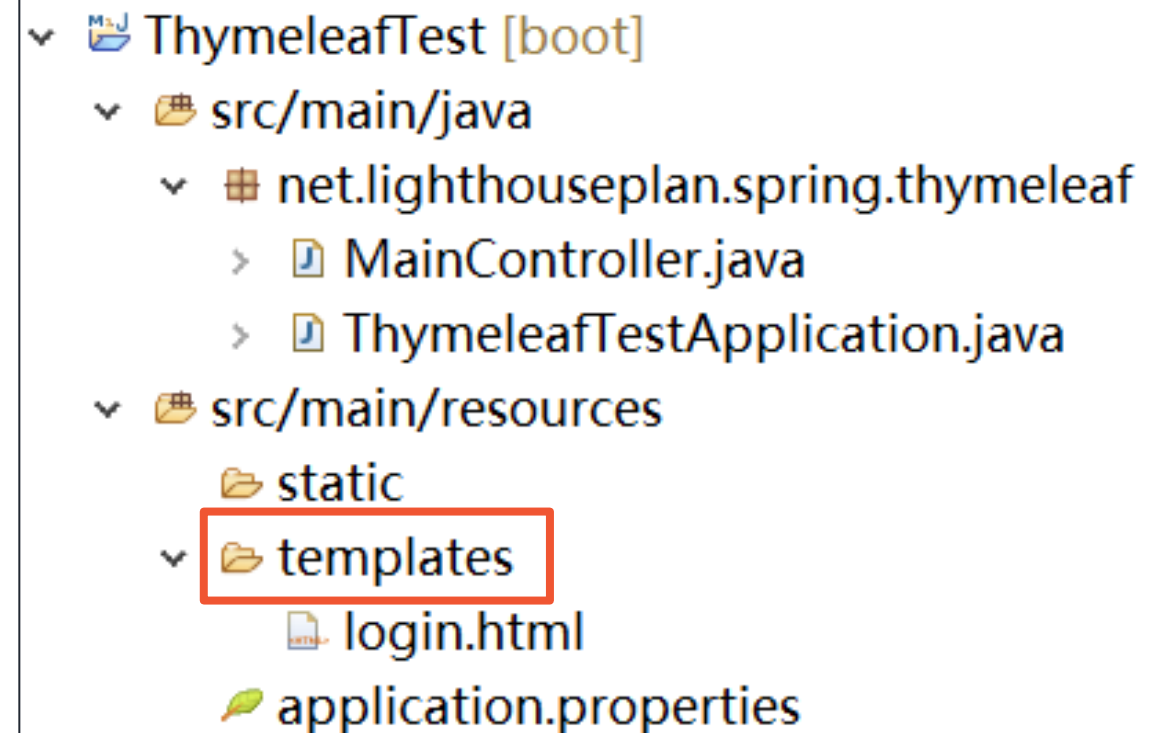 ThymeleafTest [boot]
src/main/java
net.lighthouseplan.spring.thymeleaf
MainController.java
ThymeleafTestApplication.java
src/main/resources
static
templates
login.html
application.properties